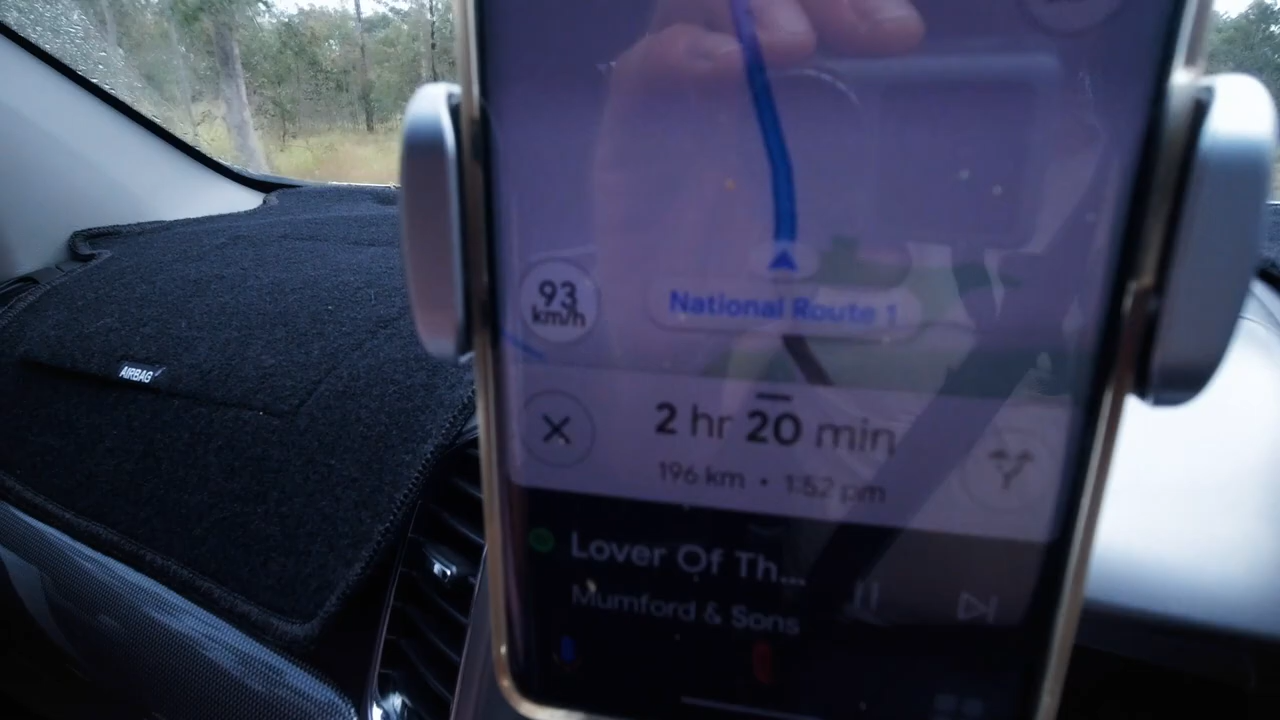 93
km/h
National Route 1
2 hr 20 min
196 km • 1:52 pm
Lover Of Th...
Mumford & Sons
AIRBAG